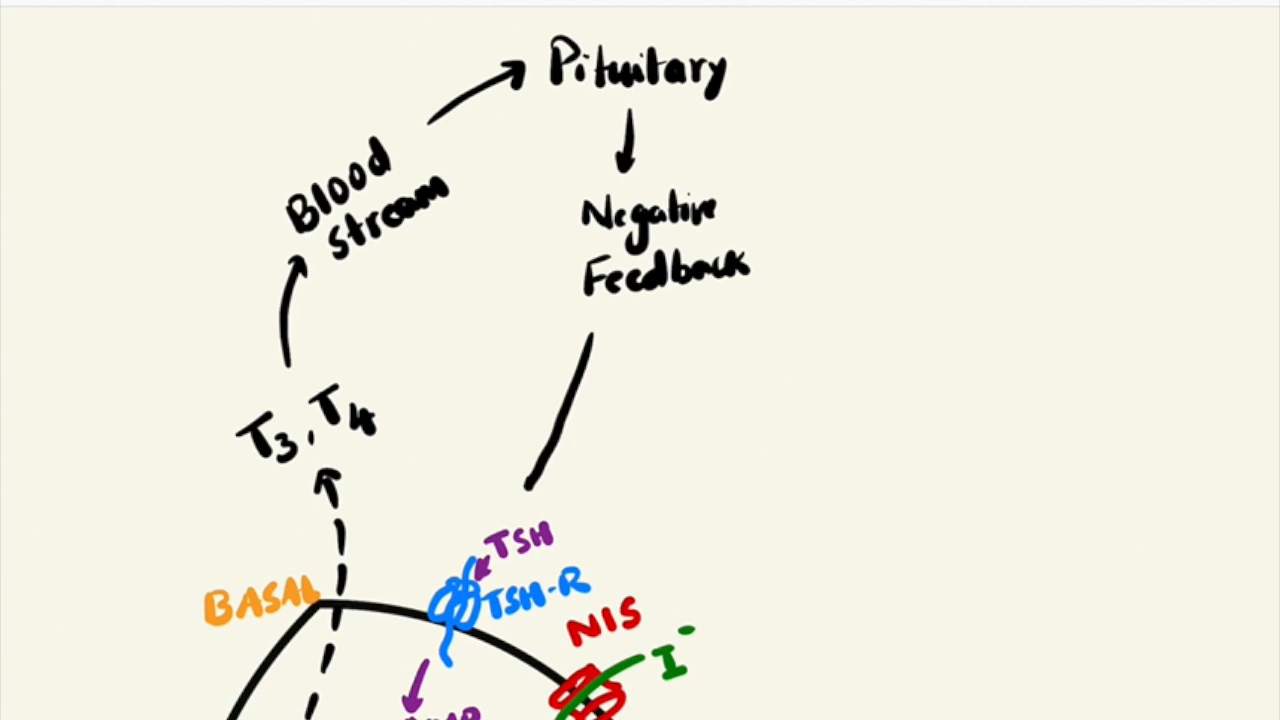 Pituitary
Blood
stream
Negative
Feedback
T3, T4
TSH
BASAL
TSH-R
NIS
I-